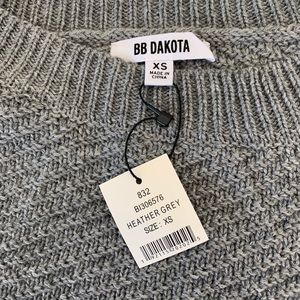 BB DAKOTA
XS
MADE IN
CHINA
832
BI306576
HEATHER GREY
SIZE: XS